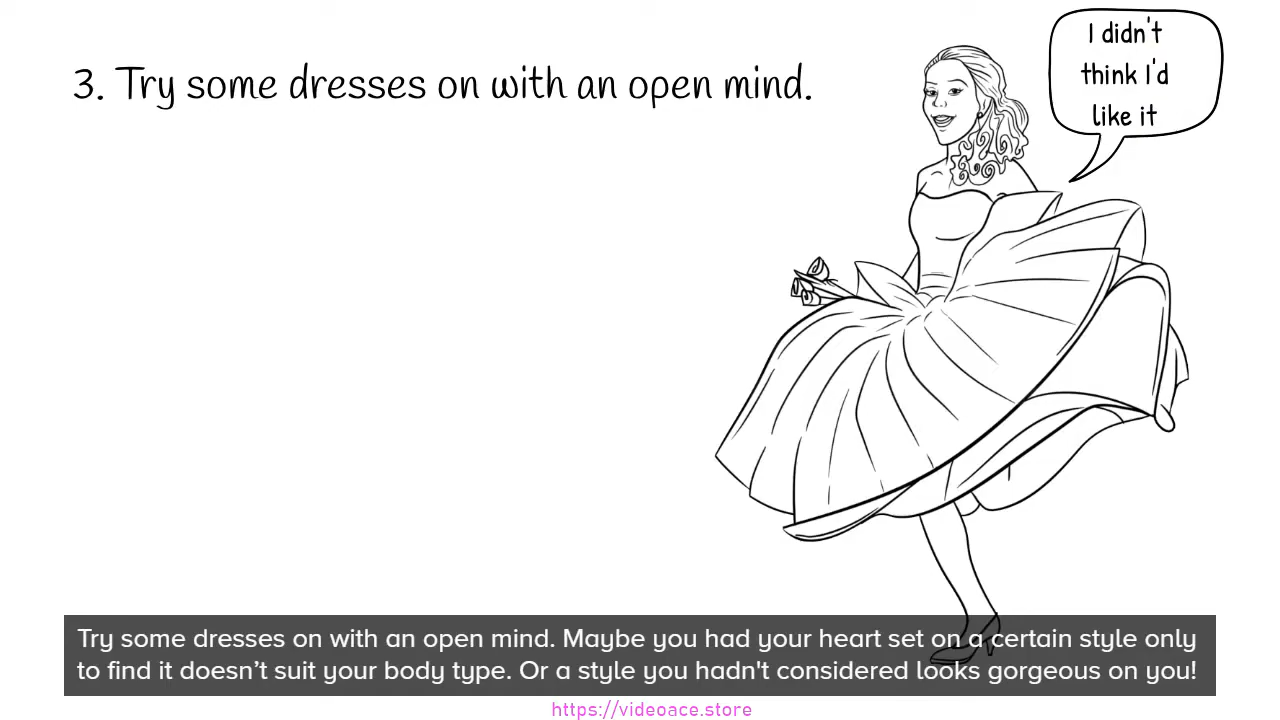 3. Try some dresses on with an open mind.
I didn't
think I'd
like it
Try some dresses on with an open mind. Maybe you had your heart set on a certain style only
to find it doesn’t suit your body type. Or a style you hadn't considered looks gorgeous on you!
https://videoace.store